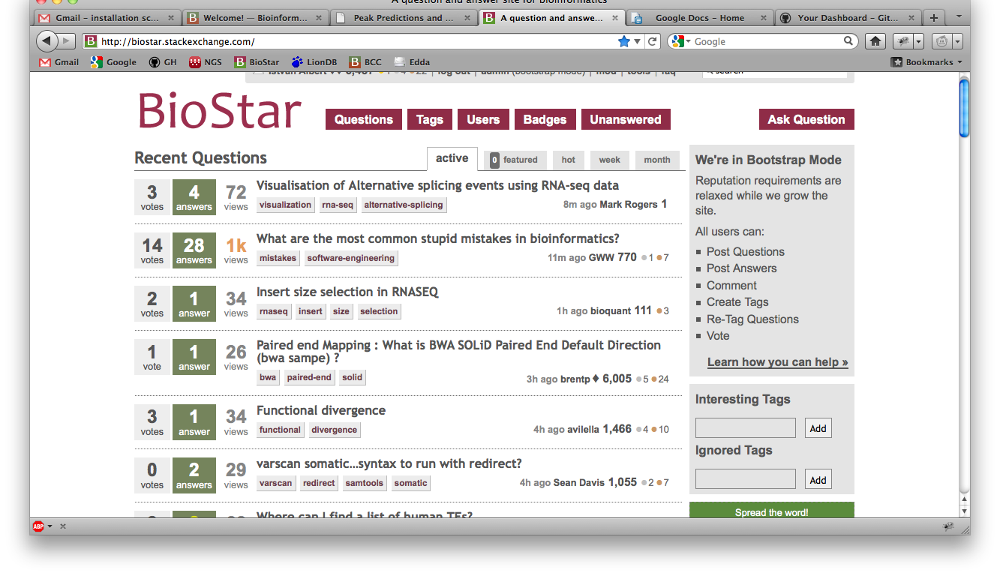 A question and answer site for bioinformatics
Gmail – installation sc...
Welcome! — Bioinform...
Peak Predictions and ...
A question and answe...
Google Docs – Home
Your Dashboard – Git...
http://biostar.stackexchange.com/
Google
Gmail Google GH NGS BioStar LionDB BCC Edda
Bookmarks
Istvan Albert ♦♦ 6,487 1 4 22 | log out | admin (bootstrap mode) | mod | tools | faq
search
BioStar
Questions Tags Users Badges Unanswered
Ask Question
Recent Questions
active 0 featured hot week month
3 votes 4 answers 72 views
Visualisation of Alternative splicing events using RNA-seq data
visualization rna-seq alternative-splicing
8m ago Mark Rogers 1
14 votes 28 answers 1k views
What are the most common stupid mistakes in bioinformatics?
mistakes software-engineering
11m ago GWW 770 1 7
2 votes 1 answer 34 views
Insert size selection in RNASEQ
rnaseq insert size selection
1h ago bioquant 111 3
1 vote 1 answer 26 views
Paired end Mapping : What is BWA SOLiD Paired End Default Direction
(bwa sampe) ?
bwa paired-end solid
3h ago brentp ♦ 6,005 5 24
3 votes 1 answer 34 views
Functional divergence
functional divergence
4h ago avilella 1,466 4 10
0 votes 2 answers 29 views
varscan somatic...syntax to run with redirect?
varscan redirect samtools somatic
4h ago Sean Davis 1,055 2 7
Where can I find a list of human TFs?
We're in Bootstrap Mode
Reputation requirements are
relaxed while we grow the
site.
All users can:
Post Questions
Post Answers
Comment
Create Tags
Re-Tag Questions
Vote
Learn how you can help »
Interesting Tags
Add
Ignored Tags
Add
Spread the word!
ABP